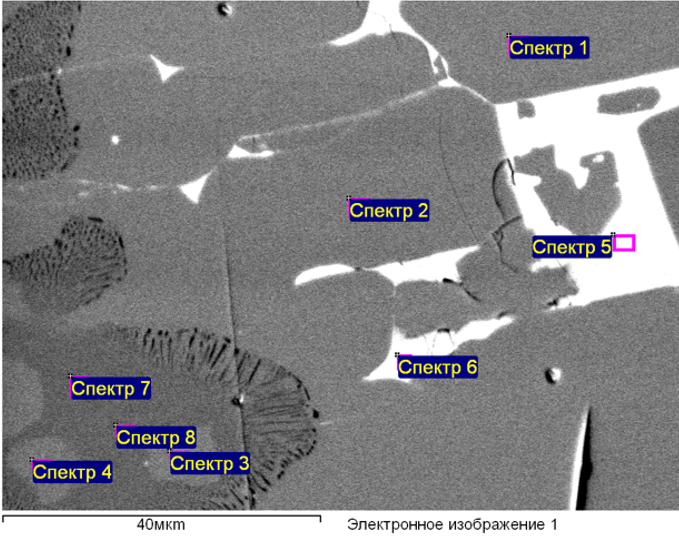 Спектр 1
Спектр 2
Спектр 5
Спектр 6
Спектр 7
Спектр 8
Спектр 3
Спектр 4
40мкm
Электронное изображение 1